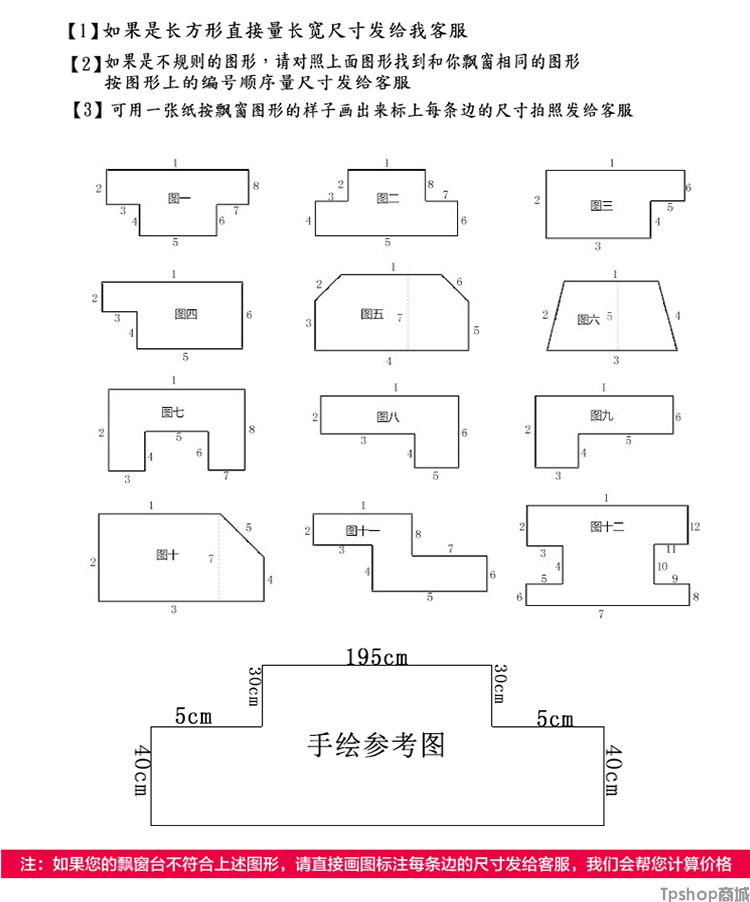 【1】如果是长方形直接量长宽尺寸发给我客服
【2】如果是不规则的图形，请对照上面图形找到和你飘窗相同的图形
按图形上的编号顺序量尺寸发给客服
【3】可用一张纸按飘窗图形的样子画出来标上每条边的尺寸拍照发给客服
1
2 图一 8
3 7
4 6
5
1
2 图二 8
3 7
4 6
5
1
2 图三 6
5
4
3
1
2 图四 6
3
4
5
1
2 6
3 图五 7 5
4
1
2 图六 5 4
3
1
2 图七 8
5
4 6
3 7
1
2 图八 6
3
4
5
1
2 图九 6
5
4
3
1
5
2 图十 7 4
3
1
2 图十一 8
3 7
4 6
5
1
2 图十二 12
3 11
4 10
5 9
6 8
7
195cm
30cm 30cm
5cm 5cm
40cm 手绘参考图 40cm
注：如果您的飘窗台不符合上述图形，请直接画图标注每条边的尺寸发给客服，我们会帮您计算价格
Tpshop商城